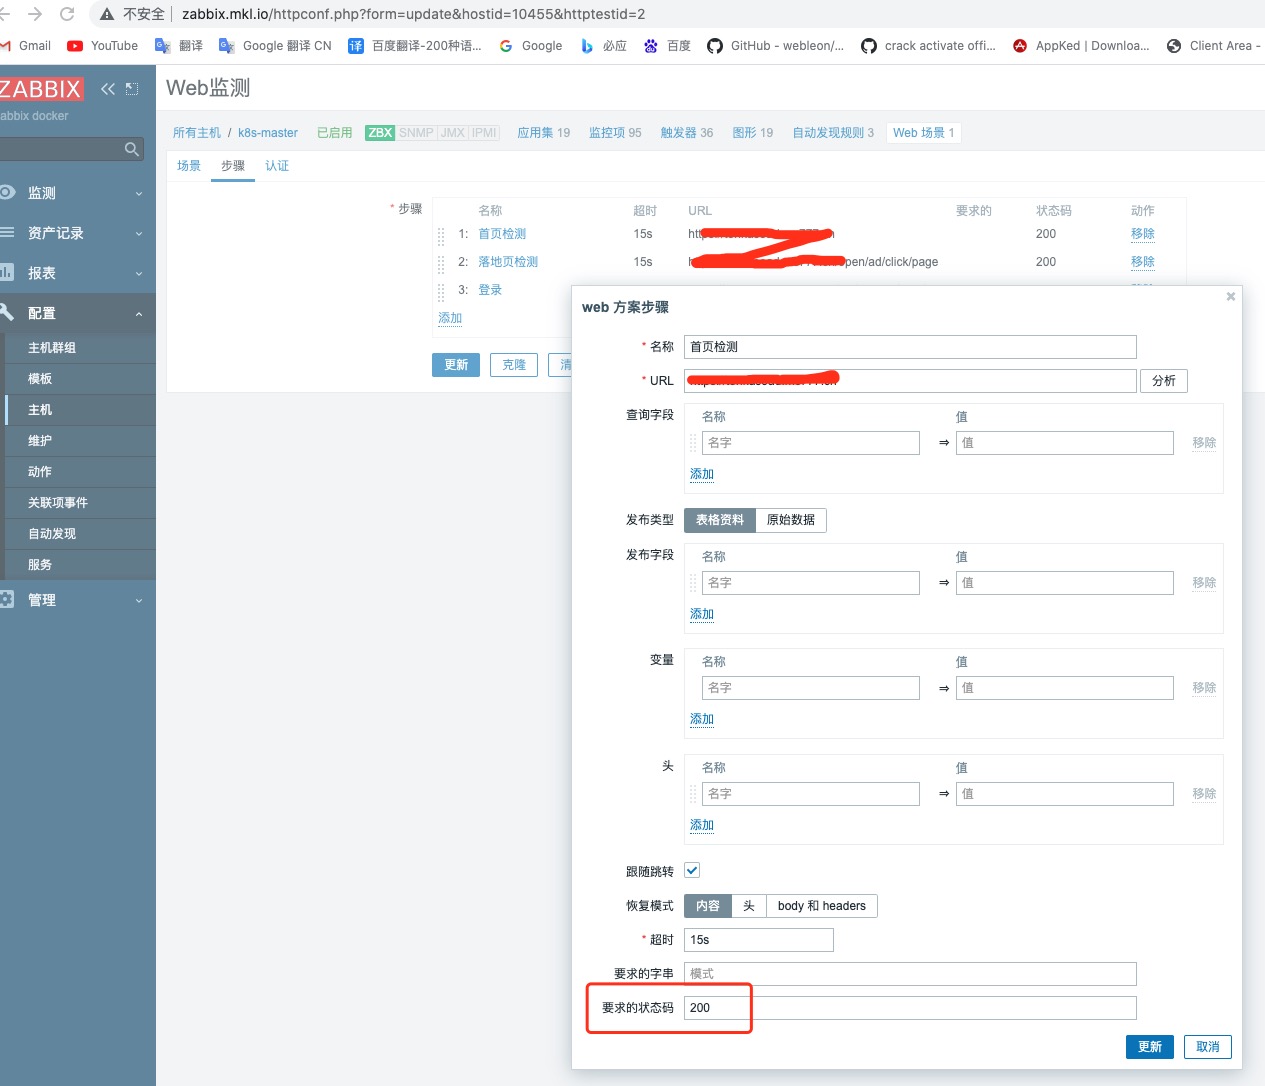 不安全 zabbix.mkl.io/httpconf.php?form=update&hostid=10455&httptestid=2
Gmail YouTube 翻译 Google 翻译 CN 百度翻译-200种语... Google 必应 百度 GitHub - webleon/... crack activate offi... AppKed | Downloa... Client Area -
ZABBIX
abbix docker
监测
资产记录
报表
配置
主机群组
模板
主机
维护
动作
关联项事件
自动发现
服务
管理
Web监测
所有主机 / k8s-master 已启用 ZBX SNMP JMX IPMI 应用集 19 监控项 95 触发器 36 图形 19 自动发现规则 3 Web 场景 1
场景 步骤 认证
* 步骤 名称 超时 URL 要求的 状态码 动作
1: 首页检测 15s 200 移除
2: 落地页检测 15s open/ad/click/page 200 移除
3: 登录
添加
更新 克隆 清
web 方案步骤
* 名称 首页检测
* URL 分析
查询字段 名称 值
名字 ⇒ 值 移除
添加
发布类型 表格资料 原始数据
发布字段 名称 值
名字 ⇒ 值 移除
添加
变量 名称 值
名字 ⇒ 值 移除
添加
头 名称 值
名字 ⇒ 值 移除
添加
跟随跳转
恢复模式 内容 头 body 和 headers
* 超时 15s
要求的字串 模式
要求的状态码 200
更新 取消